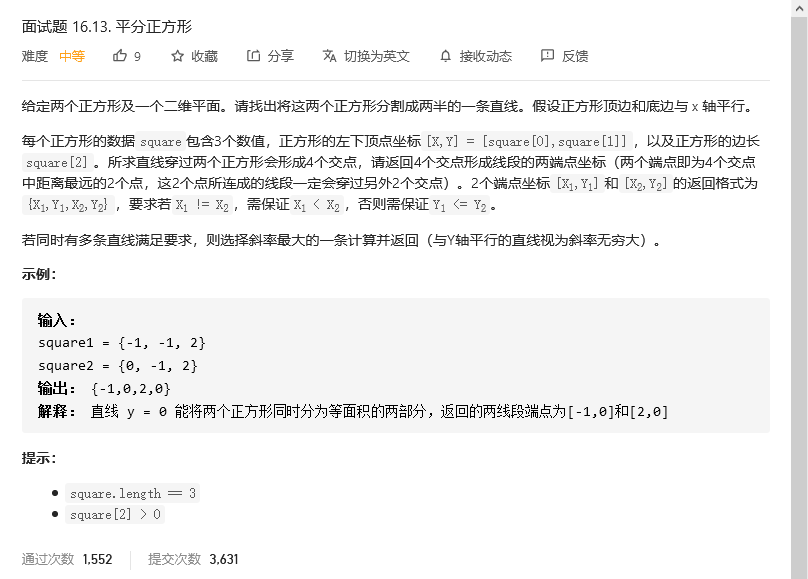 面试题 16.13. 平分正方形
难度 中等 9 收藏 分享 切换为英文 接收动态 反馈
给定两个正方形及一个二维平面。请找出将这两个正方形分割成两半的一条直线。假设正方形顶边和底边与 x 轴平行。
每个正方形的数据 square 包含3个数值，正方形的左下顶点坐标 [X,Y] = [square[0],square[1]] ，以及正方形的边长
square[2] 。所求直线穿过两个正方形会形成4个交点，请返回4个交点形成线段的两端点坐标（两个端点即为4个交点
中距离最远的2个点，这2个点所连成的线段一定会穿过另外2个交点）。2个端点坐标 [X₁,Y₁] 和 [X₂,Y₂] 的返回格式为
{X₁,Y₁,X₂,Y₂} ，要求若 X₁ != X₂ ，需保证 X₁ < X₂ ，否则需保证 Y₁ <= Y₂ 。
若同时有多条直线满足要求，则选择斜率最大的一条计算并返回（与Y轴平行的直线视为斜率无穷大）。
示例：
输入：
square1 = {-1, -1, 2}
square2 = {0, -1, 2}
输出： {-1,0,2,0}
解释： 直线 y = 0 能将两个正方形同时分为等面积的两部分，返回的两线段端点为[-1,0]和[2,0]
提示：
square.length == 3
square[2] > 0
通过次数 1,552 提交次数 3,631